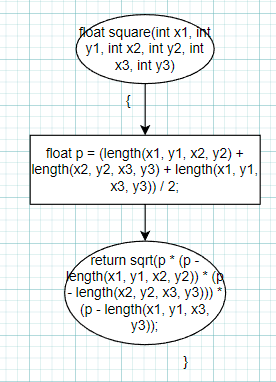 float square(int x1, int
y1, int x2, int y2, int
x3, int y3)
{
float p = (length(x1, y1, x2, y2) +
length(x2, y2, x3, y3) + length(x1, y1,
x3, y3)) / 2;
return sqrt(p * (p -
length(x1, y1, x2, y2)) * (p
- length(x2, y2, x3, y3))) *
(p - length(x1, y1, x3,
y3));
}